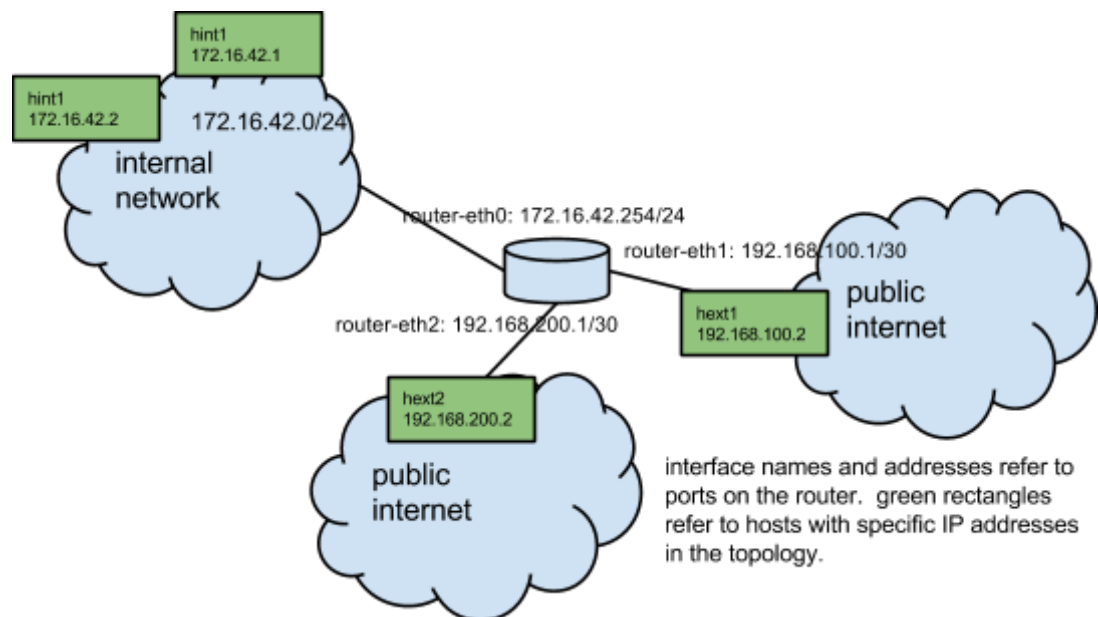 hint1
172.16.42.1
hint1
172.16.42.2
172.16.42.0/24
internal
network
router-eth0: 172.16.42.254/24
router-eth1: 192.168.100.1/30
public
internet
hext1
192.168.100.2
router-eth2: 192.168.200.1/30
hext2
192.168.200.2
public
internet
interface names and addresses refer to
ports on the router.  green rectangles
refer to hosts with specific IP addresses
in the topology.